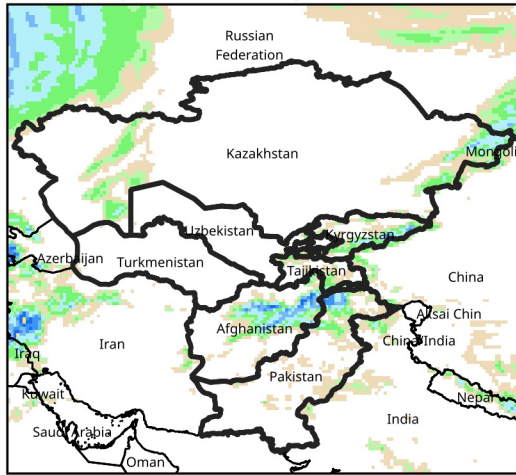 Russian
Federation
Kazakhstan
Mongoli
Uzbekistan
Kyrgyzstan
Azerbaijan
Turkmenistan
Tajikistan
China
Aksai Chin
Afghanistan
China/India
Iran
Iraq
Pakistan
Kuwait
Nepal
India
Saudi Arabia
Oman